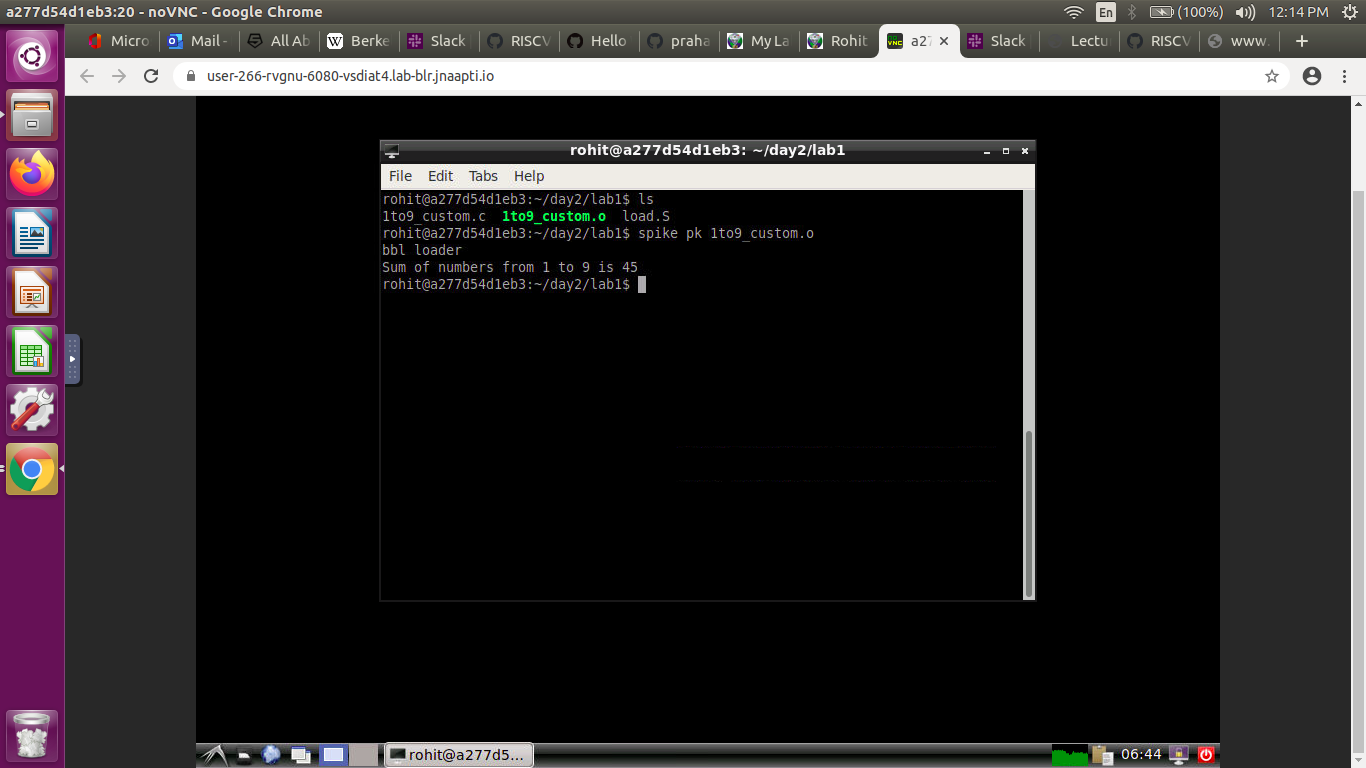 a277d54d1eb3:20 - noVNC - Google Chrome
En (100%) 12:14 PM
Micro Mail - All Ab Berke Slack RISCV Hello praha My La Rohit a27 Slack Lectu RISCV www.
user-266-rvgnu-6080-vsdiat4.lab-blr.jnaapti.io
rohit@a277d54d1eb3: ~/day2/lab1
File Edit Tabs Help
rohit@a277d54d1eb3:~/day2/lab1$ ls
1to9_custom.c 1to9_custom.o load.S
rohit@a277d54d1eb3:~/day2/lab1$ spike pk 1to9_custom.o
bbl loader
Sum of numbers from 1 to 9 is 45
rohit@a277d54d1eb3:~/day2/lab1$
rohit@a277d5...
06:44